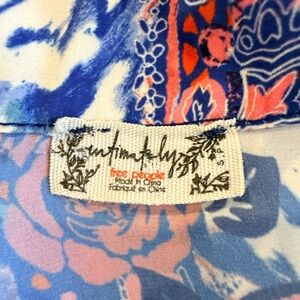 intimately
free people
Made in China
Fabriqué en Chine
S/P